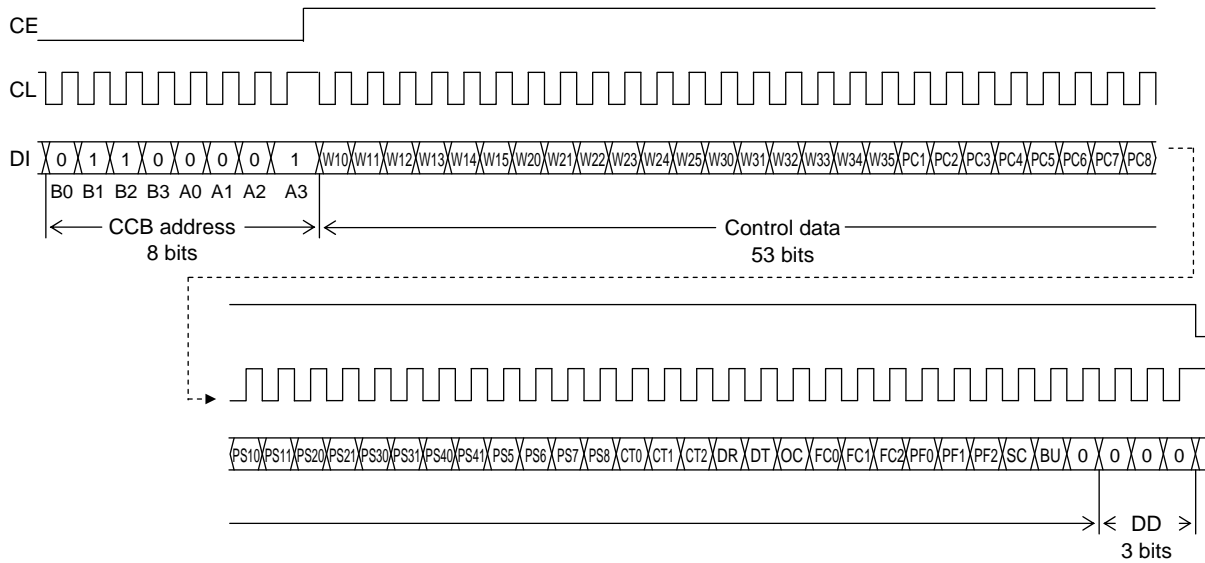 CE
CL
DI 0 1 1 0 0 0 0 1 W10 W11 W12 W13 W14 W15 W20 W21 W22 W23 W24 W25 W30 W31 W32 W33 W34 W35 PC1 PC2 PC3 PC4 PC5 PC6 PC7 PC8
B0 B1 B2 B3 A0 A1 A2 A3
CCB address Control data
8 bits 53 bits
PS10 PS11 PS20 PS21 PS30 PS31 PS40 PS41 PS5 PS6 PS7 PS8 CT0 CT1 CT2 DR DT OC FC0 FC1 FC2 PF0 PF1 PF2 SC BU 0 0 0 0
DD
3 bits